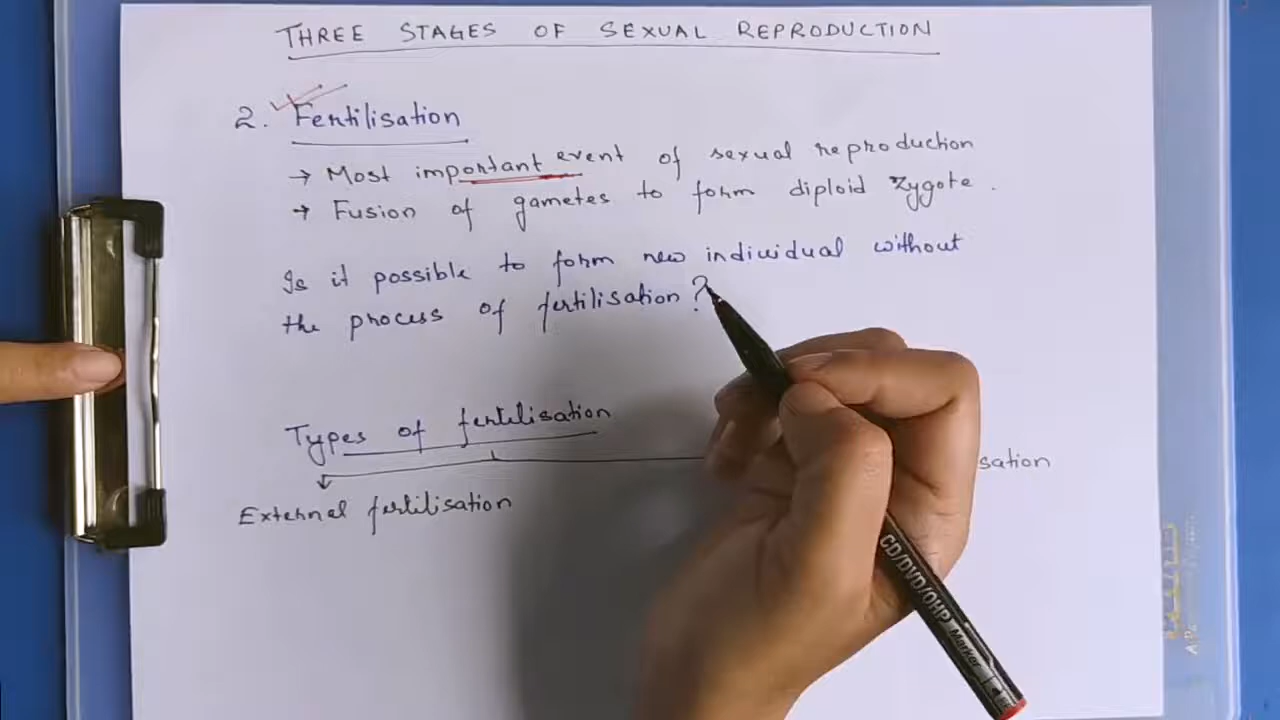 THREE STAGES OF SEXUAL REPRODUCTION
2. Fertilisation
→ Most important event of sexual reproduction
→ Fusion of gametes to form diploid zygote.
Is it possible to form new individual without
the process of fertilisation?
Types of fertilisation
sation
External fertilisation
CD/DVD/OHP Marker